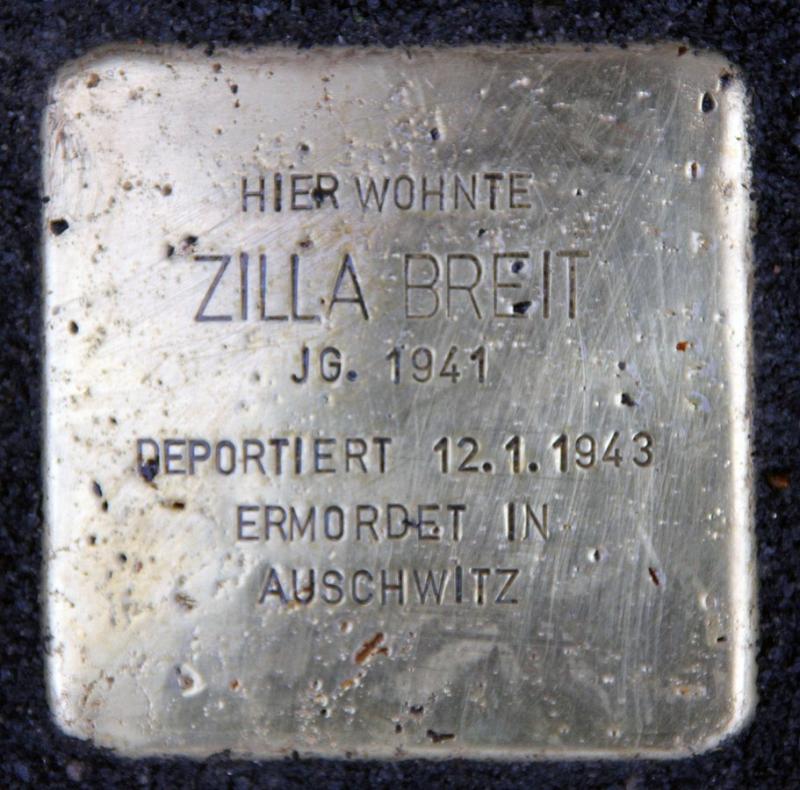 HIER WOHNTE
ZILLA BREIT
JG. 1941
DEPORTIERT 12.1.1943
ERMORDET IN
AUSCHWITZ